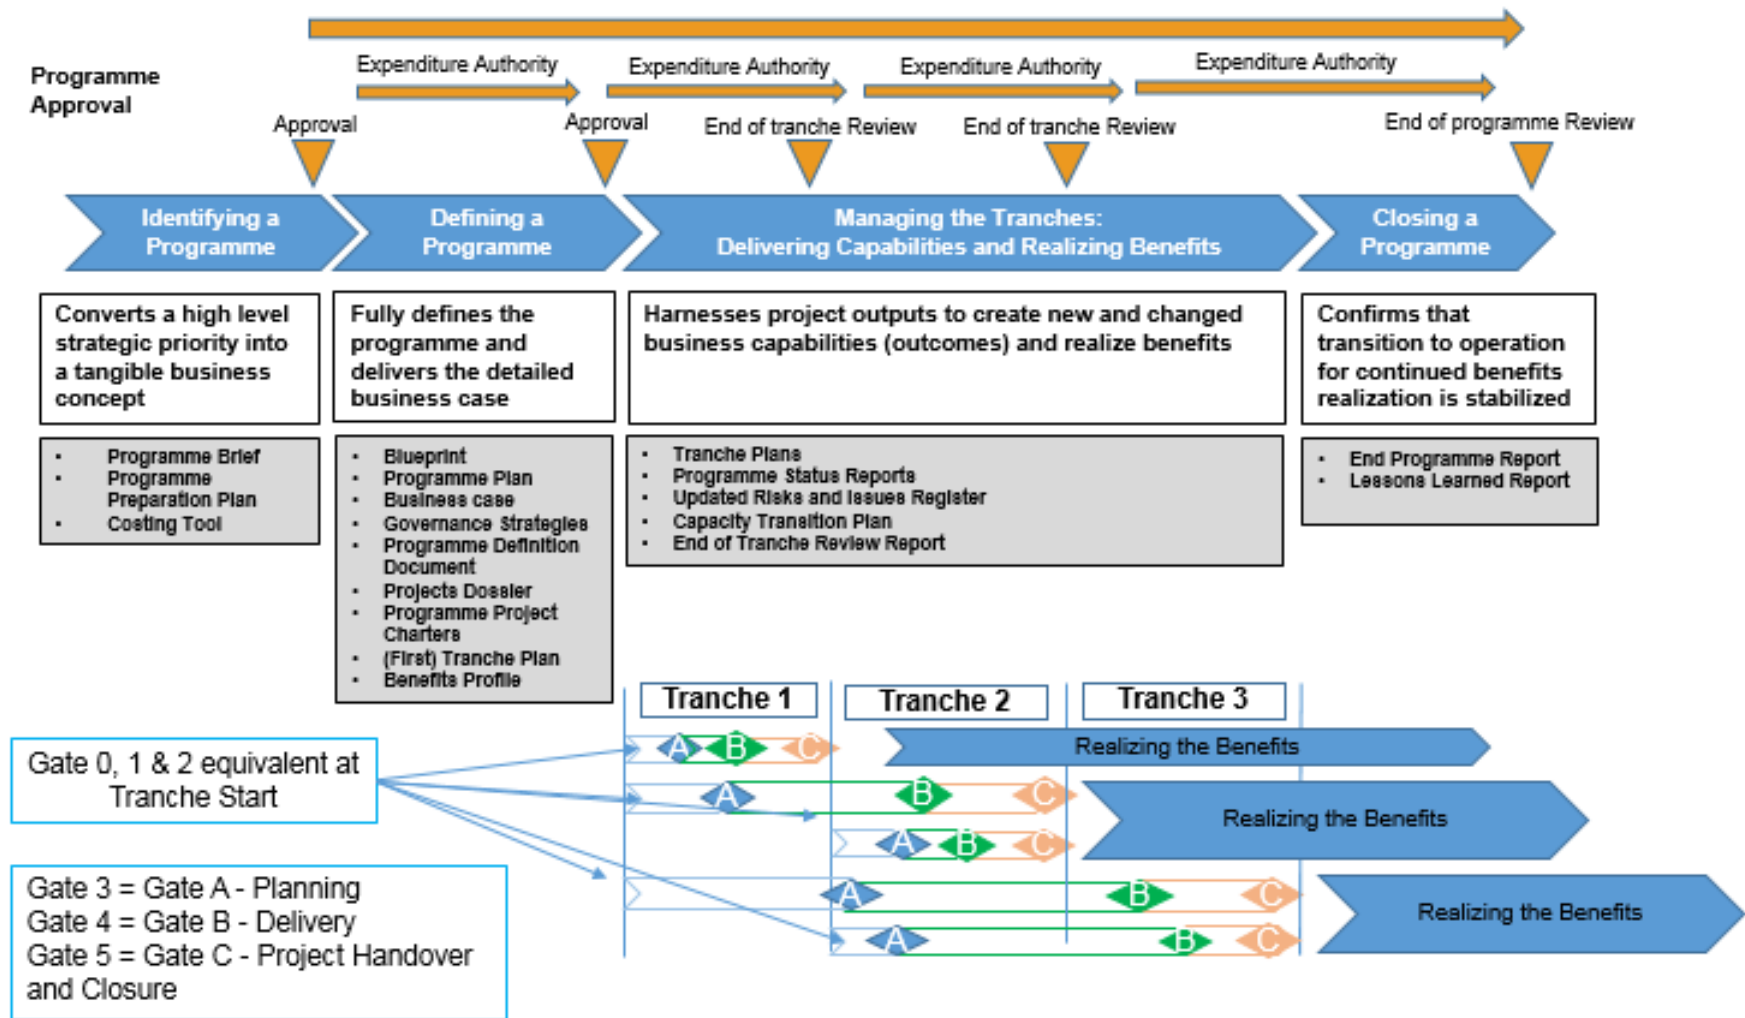 Programme
Approval
Expenditure Authority
Expenditure Authority
Expenditure Authority
Expenditure Authority
Approval
Approval
End of tranche Review
End of tranche Review
End of programme Review
Identifying a
Programme
Defining a
Programme
Managing the Tranches:
Delivering Capabilities and Realizing Benefits
Closing a
Programme
Converts a high level
strategic priority into
a tangible business
concept
Fully defines the
programme and
delivers the detailed
business case
Harnesses project outputs to create new and changed
business capabilities (outcomes) and realize benefits
Confirms that
transition to operation
for continued benefits
realization is stabilized
▪ Programme Brief
▪ Programme
Preparation Plan
▪ Costing Tool
▪ Blueprint
▪ Programme Plan
▪ Business case
▪ Governance Strategies
▪ Programme Definition
Document
▪ Projects Dossier
▪ Programme Project
Charters
▪ (First) Tranche Plan
▪ Benefits Profile
▪ Tranche Plans
▪ Programme Status Reports
▪ Updated Risks and Issues Register
▪ Capacity Transition Plan
▪ End of Tranche Review Report
▪ End Programme Report
▪ Lessons Learned Report
Tranche 1
Tranche 2
Tranche 3
Gate 0, 1 & 2 equivalent at
Tranche Start
A B C
Realizing the Benefits
A B C
Realizing the Benefits
A B C
A B C
Realizing the Benefits
A B C
Gate 3 = Gate A - Planning
Gate 4 = Gate B - Delivery
Gate 5 = Gate C - Project Handover
and Closure